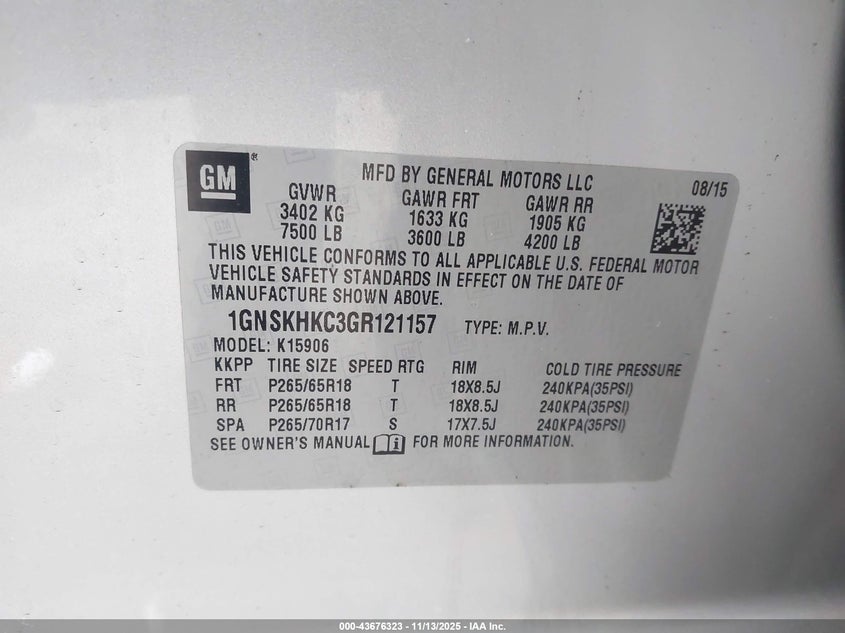 GM ®
MFD BY GENERAL MOTORS LLC 08/15
GVWR GAWR FRT GAWR RR
3402 KG 1633 KG 1905 KG
7500 LB 3600 LB 4200 LB
THIS VEHICLE CONFORMS TO ALL APPLICABLE U.S. FEDERAL MOTOR
VEHICLE SAFETY STANDARDS IN EFFECT ON THE DATE OF
MANUFACTURE SHOWN ABOVE.
1GNSKHKC3GR121157 TYPE: M.P.V.
MODEL: K15906
KKPP TIRE SIZE SPEED RTG RIM COLD TIRE PRESSURE
FRT P265/65R18 T 18X8.5J 240KPA(35PSI)
RR P265/65R18 T 18X8.5J 240KPA(35PSI)
SPA P265/70R17 S 17X7.5J 240KPA(35PSI)
SEE OWNER'S MANUAL FOR MORE INFORMATION.
000-43676323 — 11/13/2025 — IAA Inc.